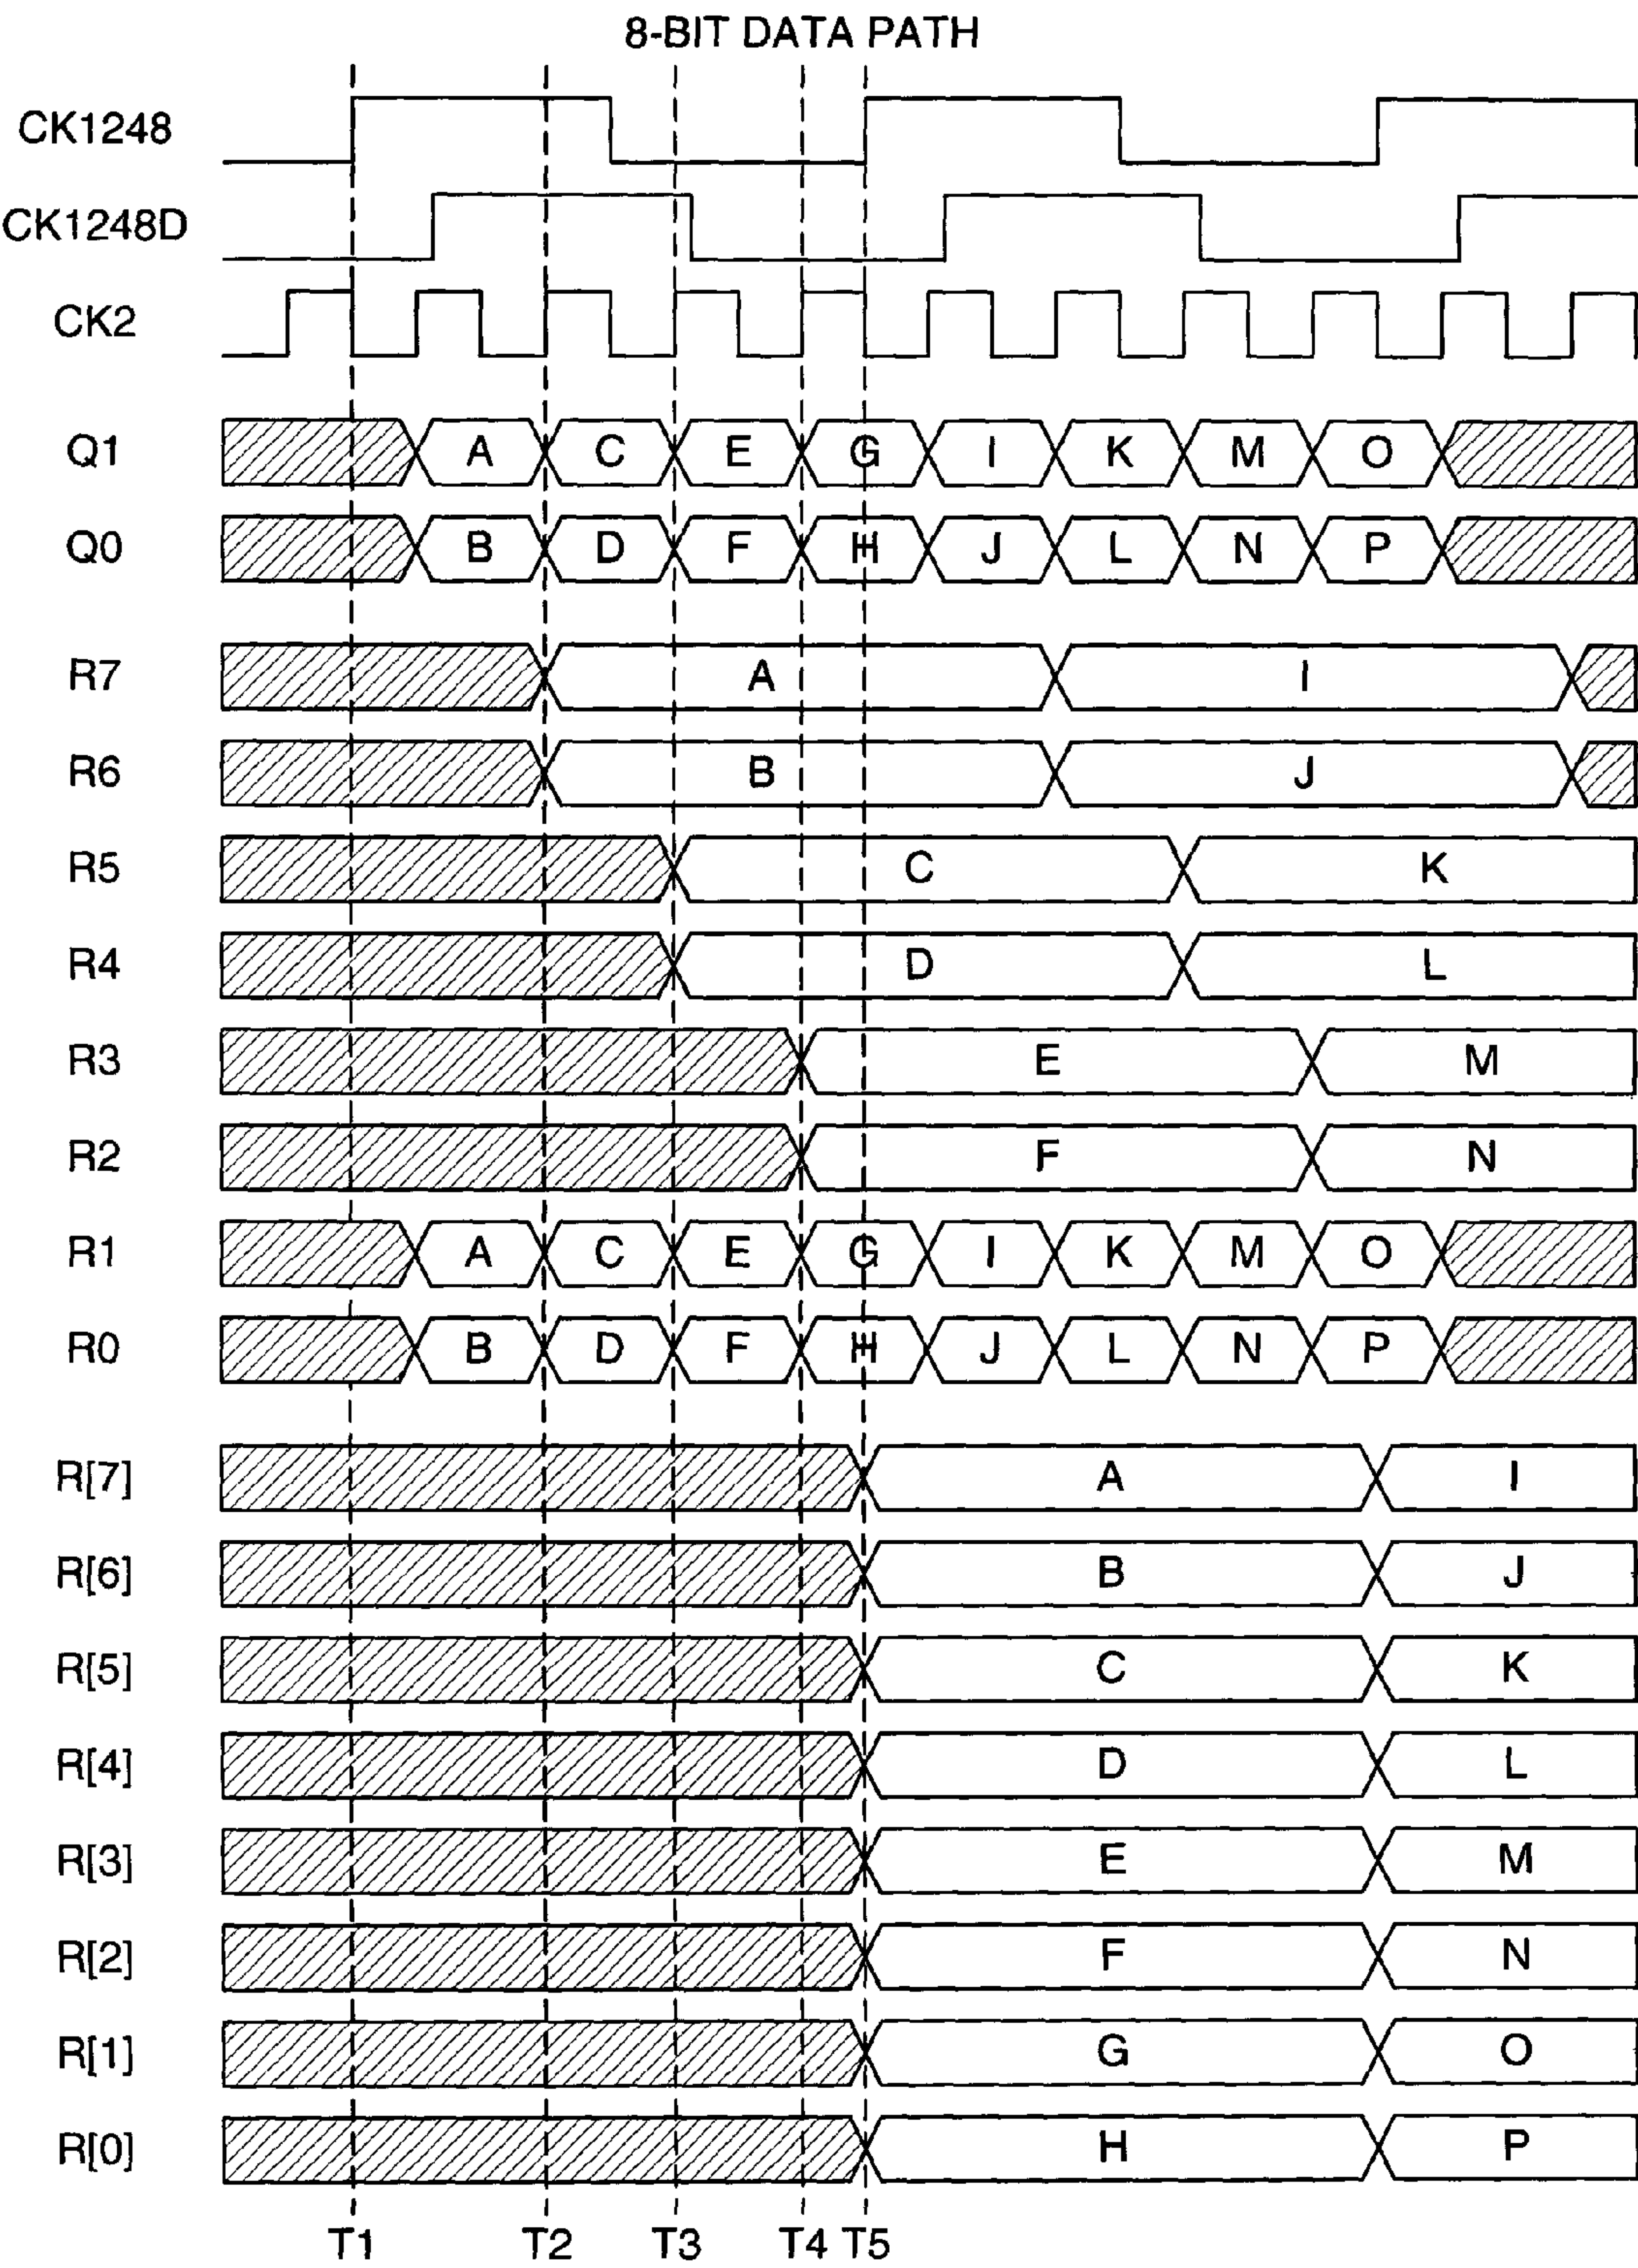 8-BIT DATA PATH
CK1248
CK1248D
CK2
Q1 A C E G I K M O
Q0 B D F H J L N P
R7 A I
R6 B J
R5 C K
R4 D L
R3 E M
R2 F N
R1 A C E G I K M O
R0 B D F H J L N P
R[7] A I
R[6] B J
R[5] C K
R[4] D L
R[3] E M
R[2] F N
R[1] G O
R[0] H P
T1 T2 T3 T4 T5